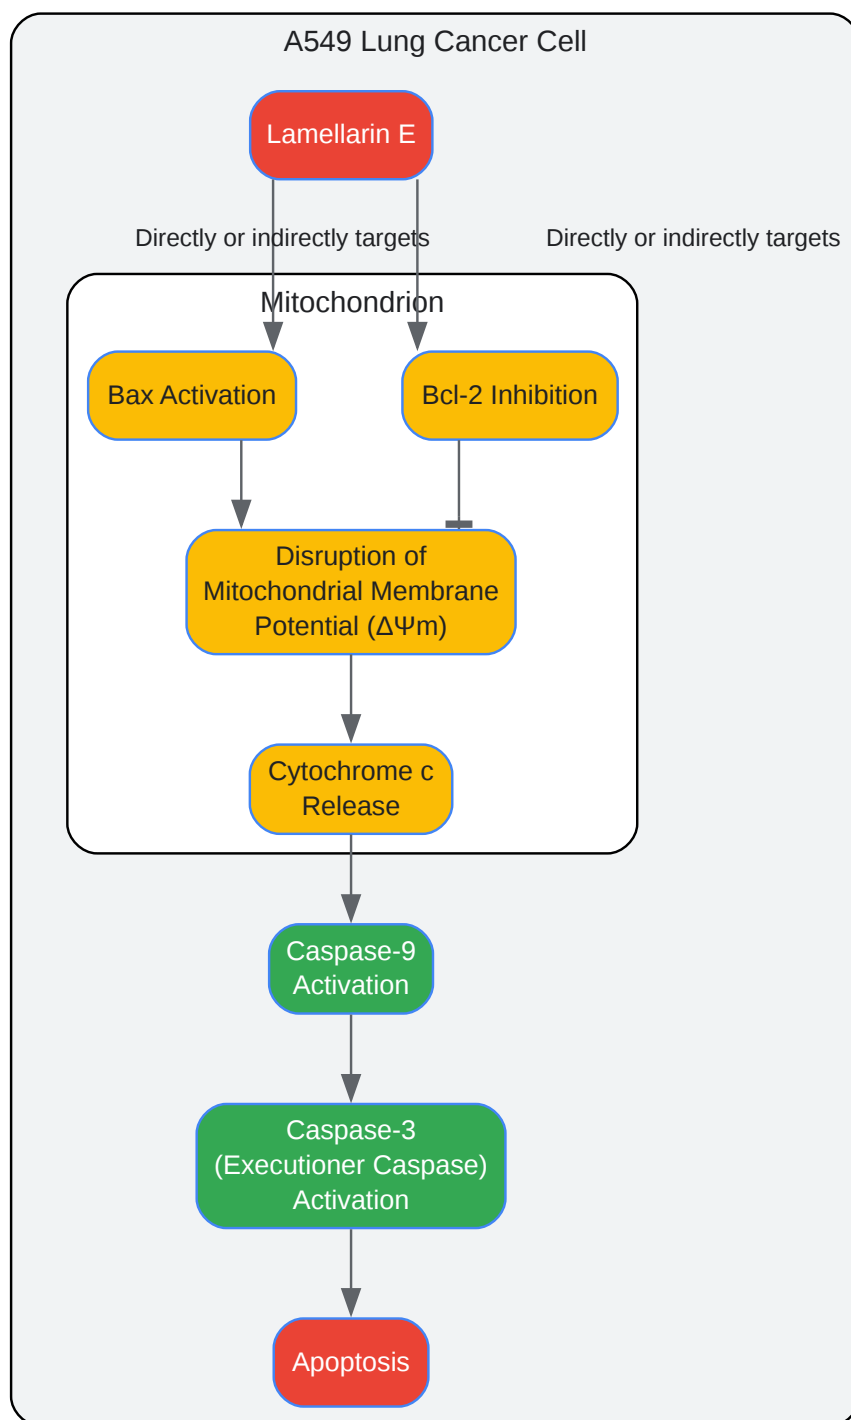 A549 Lung Cancer Cell
Lamellarin E
Directly or indirectly targets
Directly or indirectly targets
Mitochondrion
Bax Activation
Bcl-2 Inhibition
Disruption of
Mitochondrial Membrane
Potential (ΔΨm)
Cytochrome c
Release
Caspase-9
Activation
Caspase-3
(Executioner Caspase)
Activation
Apoptosis